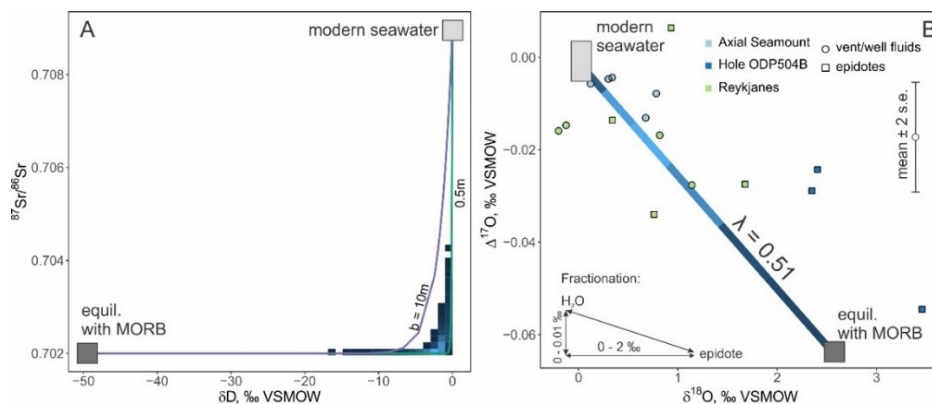 A
modern seawater
0.708
0.706
0.704
0.702
⁸⁷Sr/⁸⁶Sr
0.5m
b = 10m
equil.
with MORB
−50
−40
−30
−20
−10
0
δD, ‰ VSMOW
B
modern
seawater
Axial Seamount
Hole ODP504B
Reykjanes
vent/well fluids
epidotes
mean ± 2 s.e.
0.00
−0.02
−0.04
−0.06
Δ¹⁷O, ‰ VSMOW
λ = 0.51
Fractionation:
H₂O
0 - 0.01 ‰
0 - 2 ‰
epidote
equil.
with MORB
0
1
2
3
δ¹⁸O, ‰ VSMOW